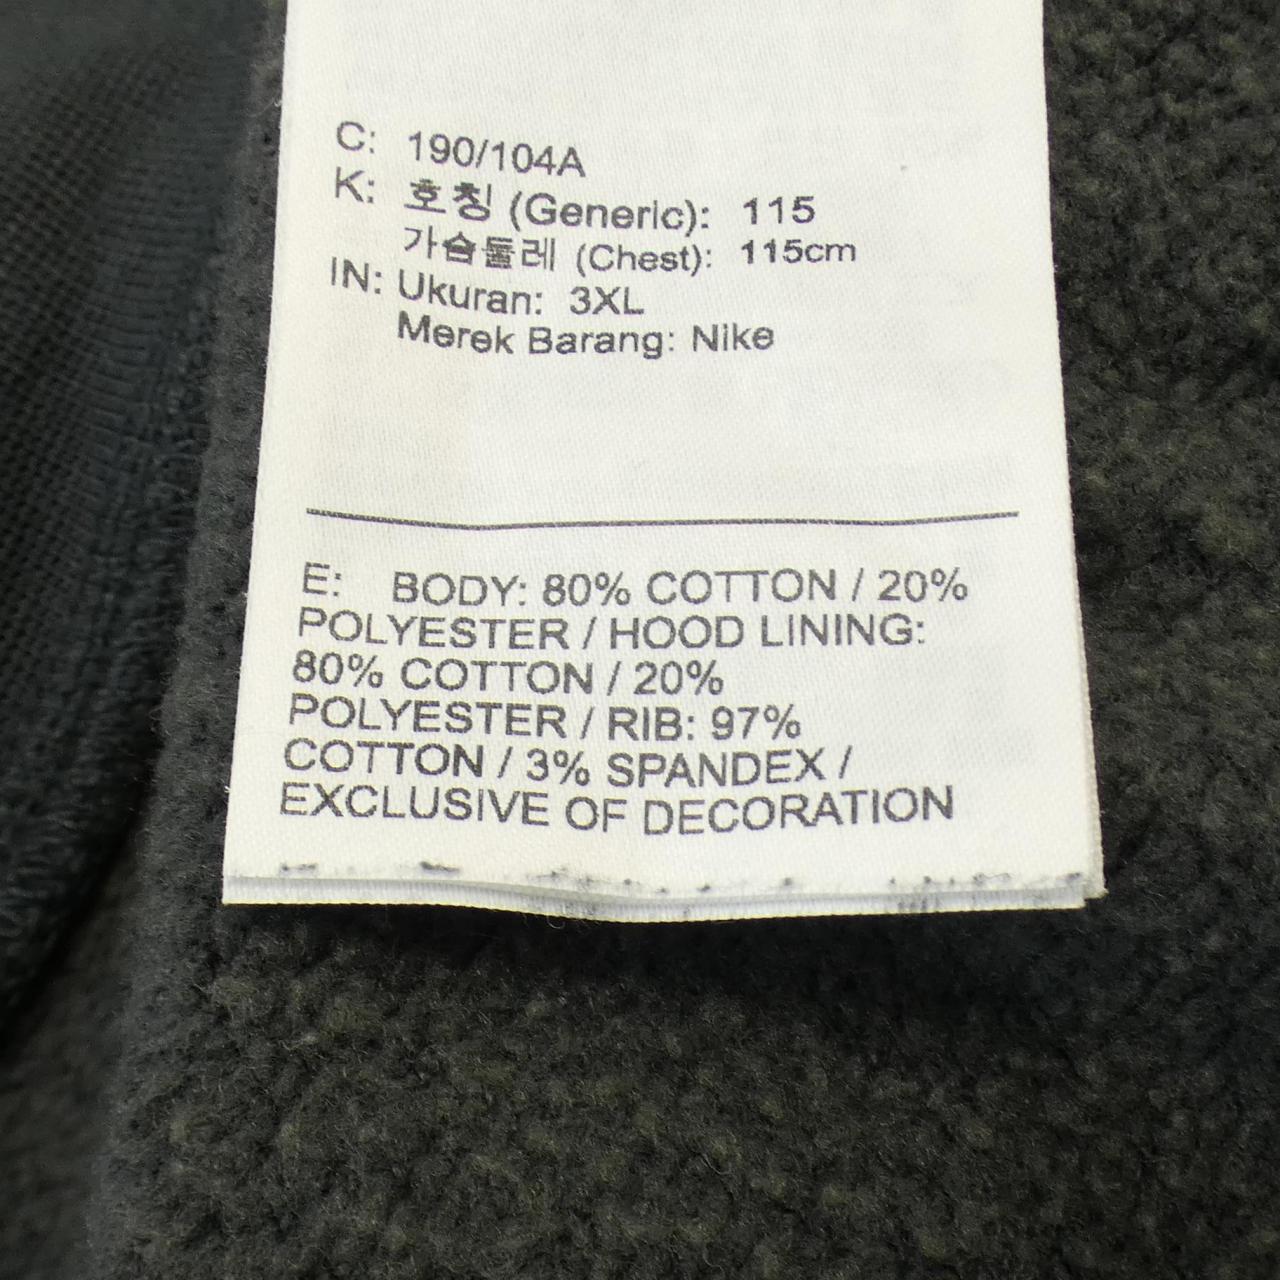 C: 190/104A
K: 호칭 (Generic): 115
가슴둘레 (Chest): 115cm
IN: Ukuran: 3XL
Merek Barang: Nike
E: BODY: 80% COTTON / 20%
POLYESTER / HOOD LINING:
80% COTTON / 20%
POLYESTER / RIB: 97%
COTTON / 3% SPANDEX /
EXCLUSIVE OF DECORATION